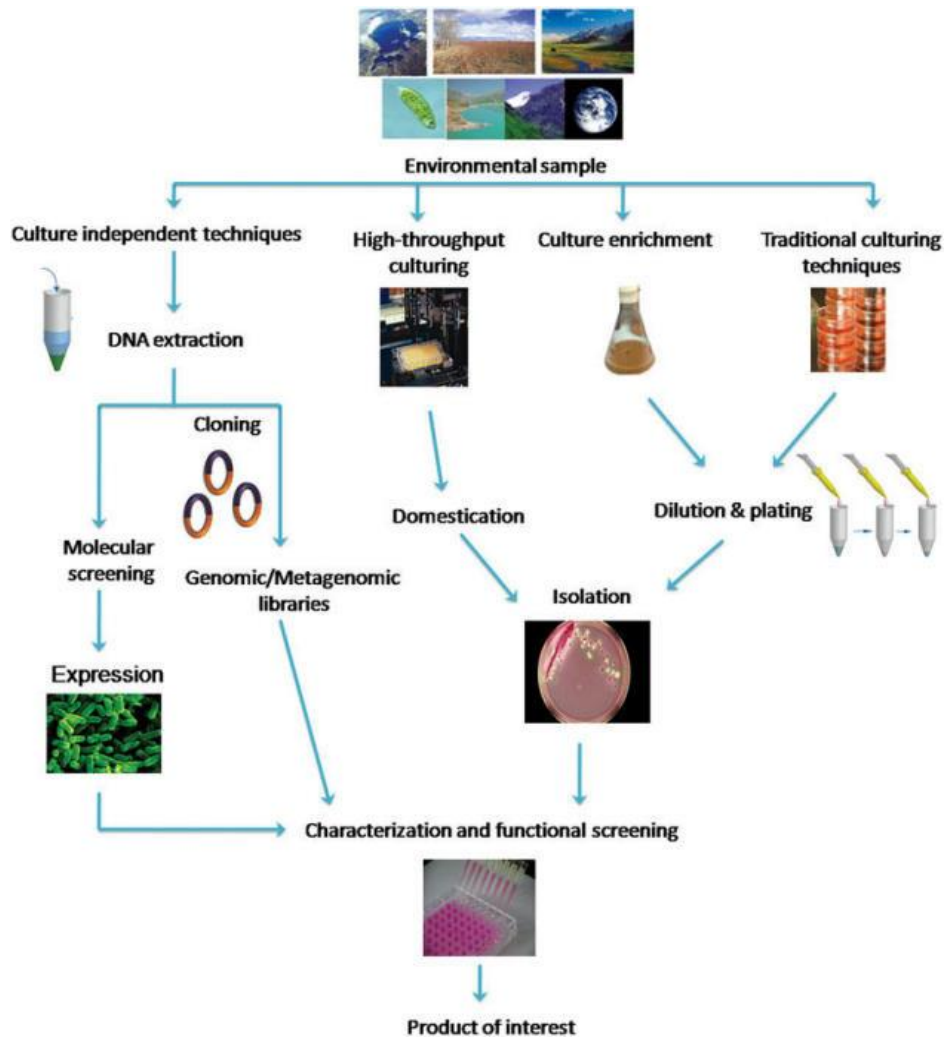 Environmental sample
Culture independent techniques
High-throughput
culturing
Culture enrichment
Traditional culturing
techniques
DNA extraction
Cloning
Domestication
Dilution & plating
Molecular
screening
Genomic/Metagenomic
libraries
Isolation
Expression
Characterization and functional screening
Product of interest